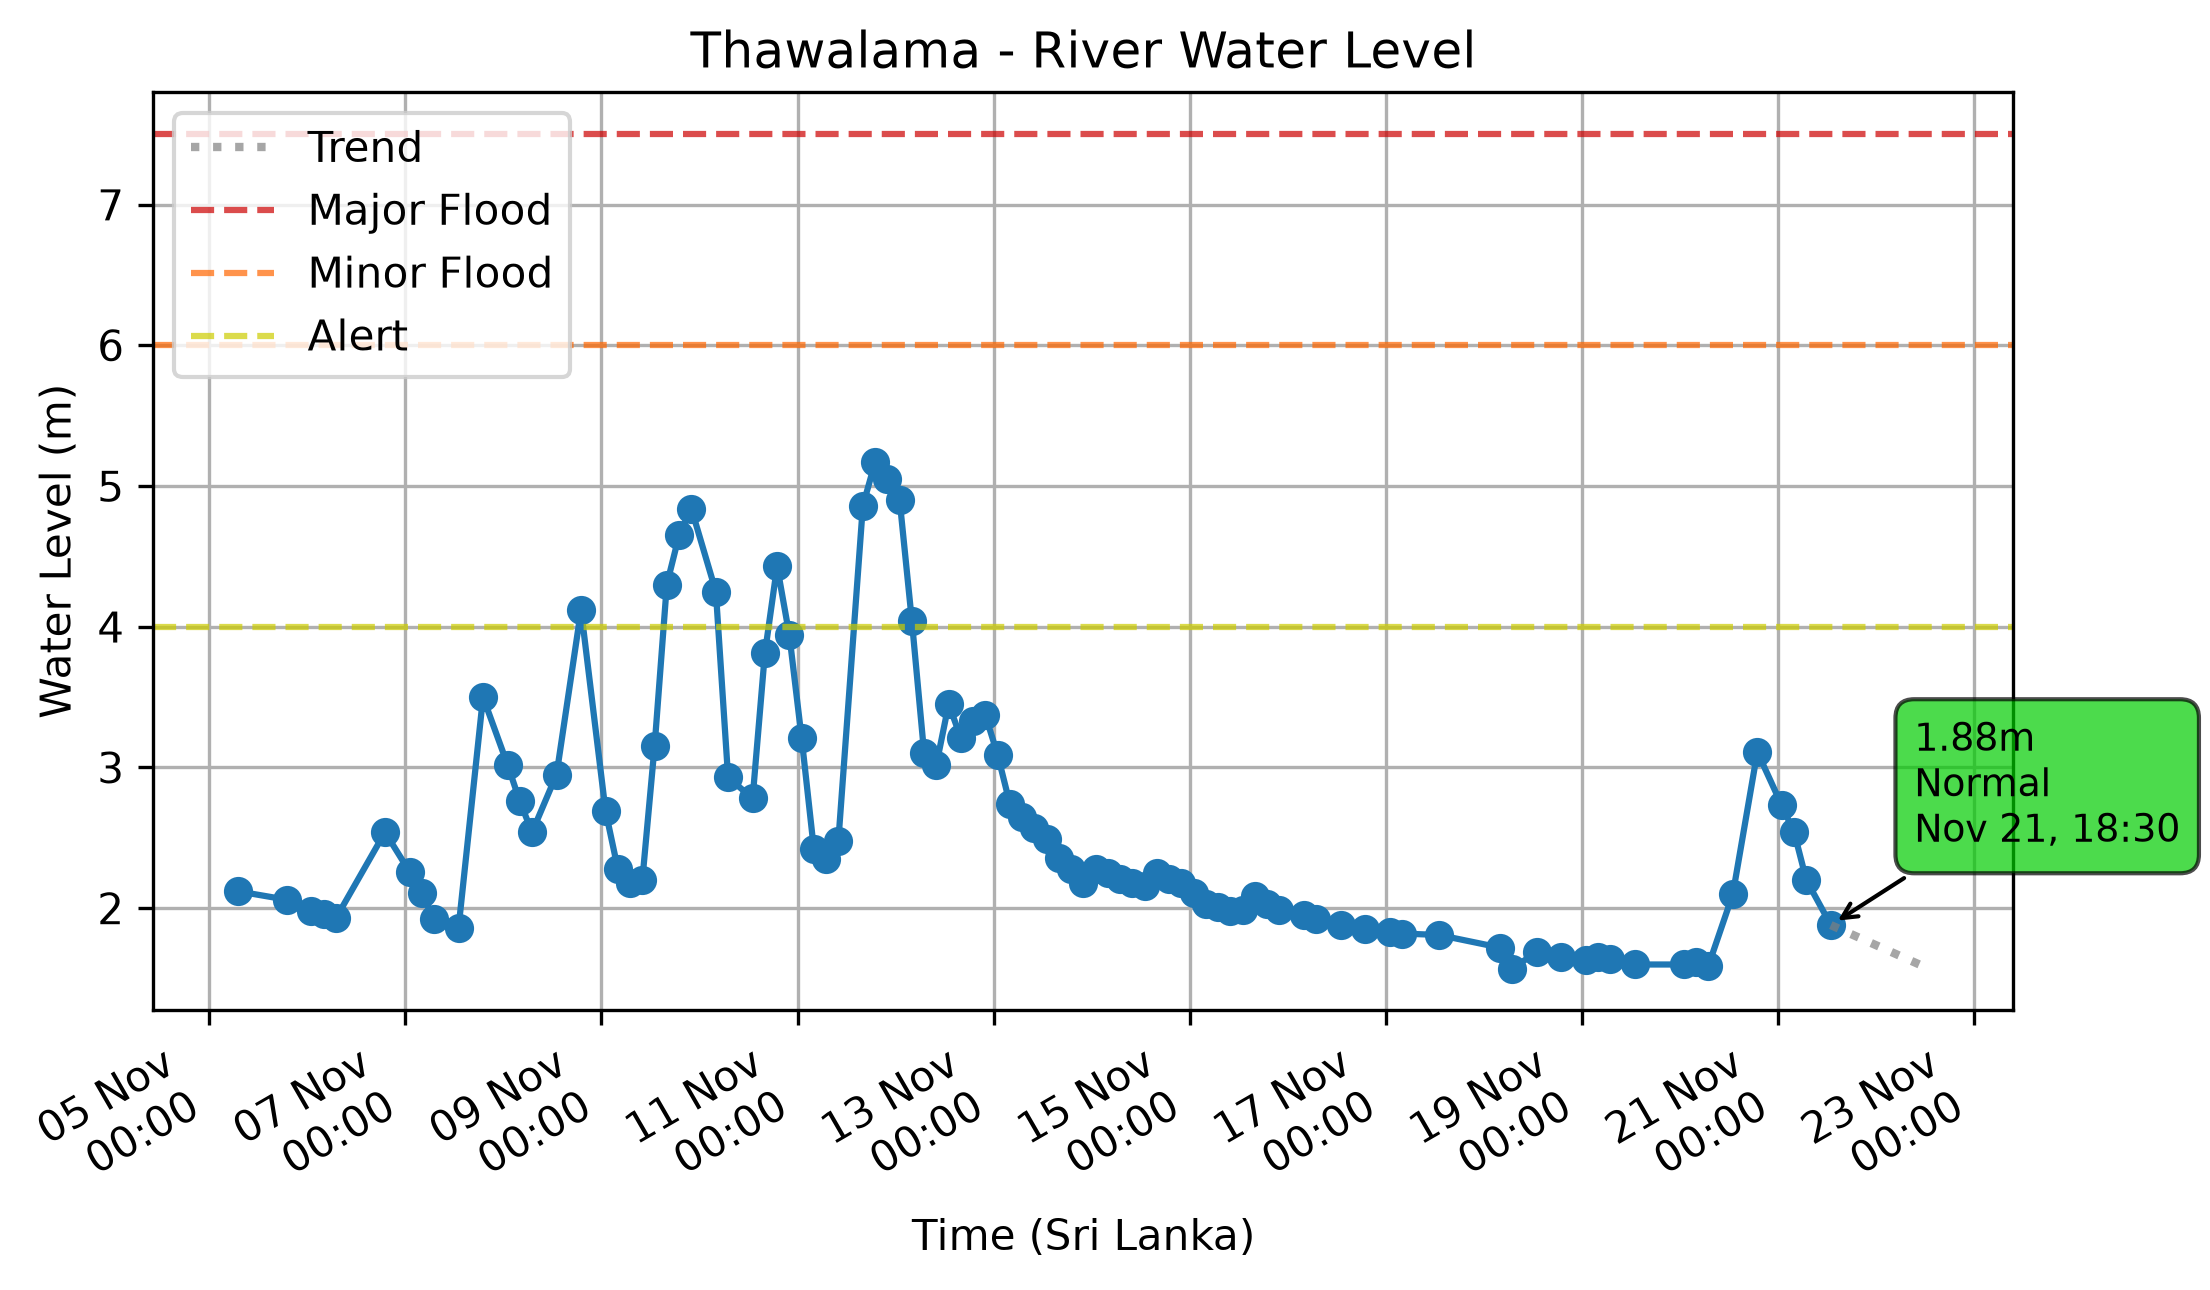 Thawalama - River Water Level
Trend
Major Flood
Minor Flood
Alert
Water Level (m)
7
6
5
4
3
2
1.88m
Normal
Nov 21, 18:30
05 Nov
00:00
07 Nov
00:00
09 Nov
00:00
11 Nov
00:00
13 Nov
00:00
15 Nov
00:00
17 Nov
00:00
19 Nov
00:00
21 Nov
00:00
23 Nov
00:00
Time (Sri Lanka)